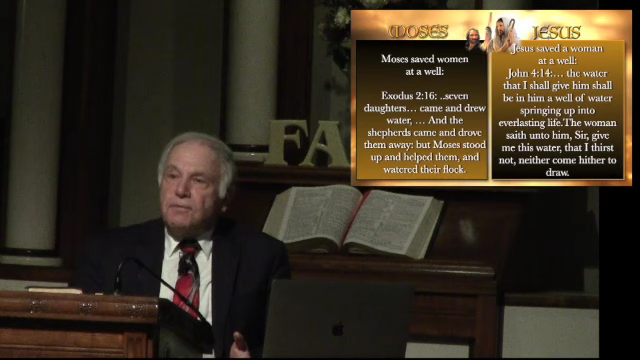 MOSES
JESUS
Moses saved women
at a well:
Exodus 2:16: ..seven
daughters... came and drew
water, ... And the
shepherds came and drove
them away: but Moses stood
up and helped them, and
watered their flock.
Jesus saved a woman
at a well:
John 4:14:... the water
that I shall give him shall
be in him a well of water
springing up into
everlasting life.The woman
saith unto him, Sir, give
me this water, that I thirst
not, neither come hither to
draw.
FA